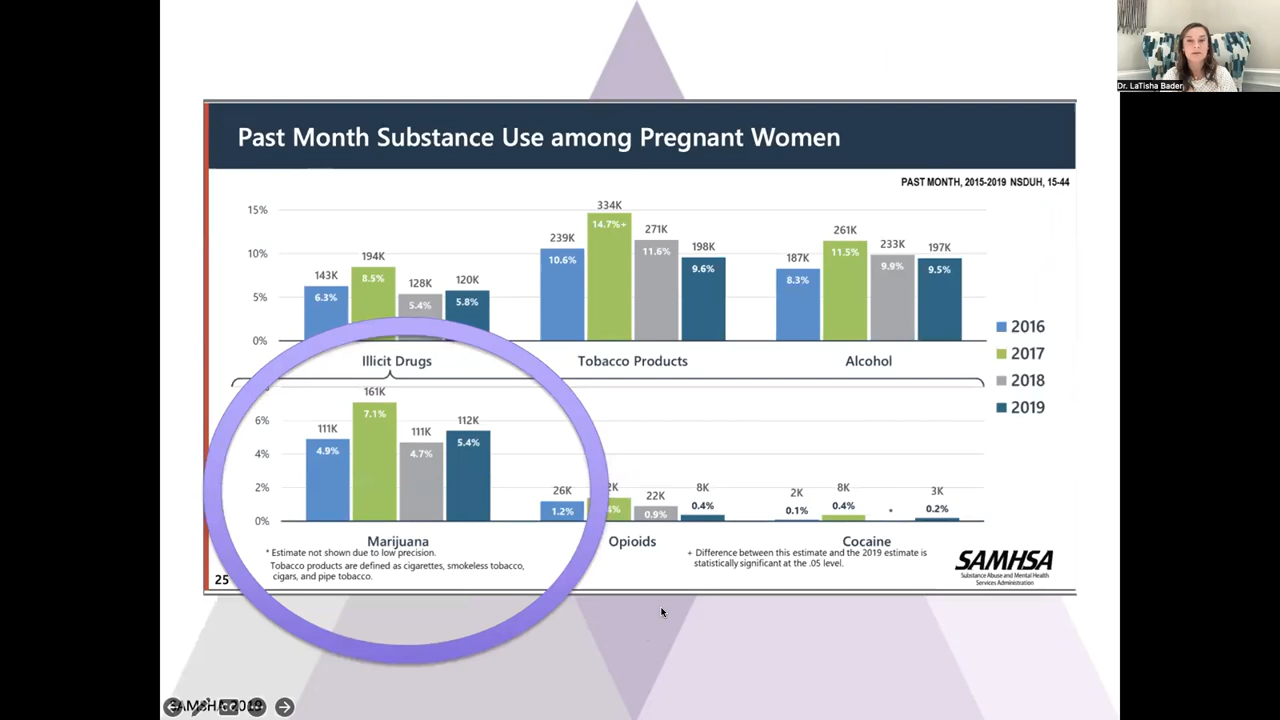 Dr. LaTisha Bader
Past Month Substance Use among Pregnant Women
PAST MONTH, 2015-2019 NSDUH, 15-44
15%
10%
5%
0%
143K
194K
128K
120K
6.3%
8.5%
5.4%
5.8%
239K
334K
271K
198K
10.6%
14.7%+
11.6%
9.6%
187K
261K
233K
197K
8.3%
11.5%
9.9%
9.5%
Illicit Drugs
Tobacco Products
Alcohol
2016
2017
2018
2019
6%
4%
2%
0%
111K
161K
111K
112K
4.9%
7.1%
4.7%
5.4%
26K
22K
8K
1.2%
0.9%
0.4%
2K
8K
*
3K
0.1%
0.4%
0.2%
Marijuana
Opioids
Cocaine
* Estimate not shown due to low precision.
Tobacco products are defined as cigarettes, smokeless tobacco,
cigars, and pipe tobacco.
+ Difference between this estimate and the 2019 estimate is
statistically significant at the .05 level.
25
SAMHSA
Substance Abuse and Mental Health
Services Administration